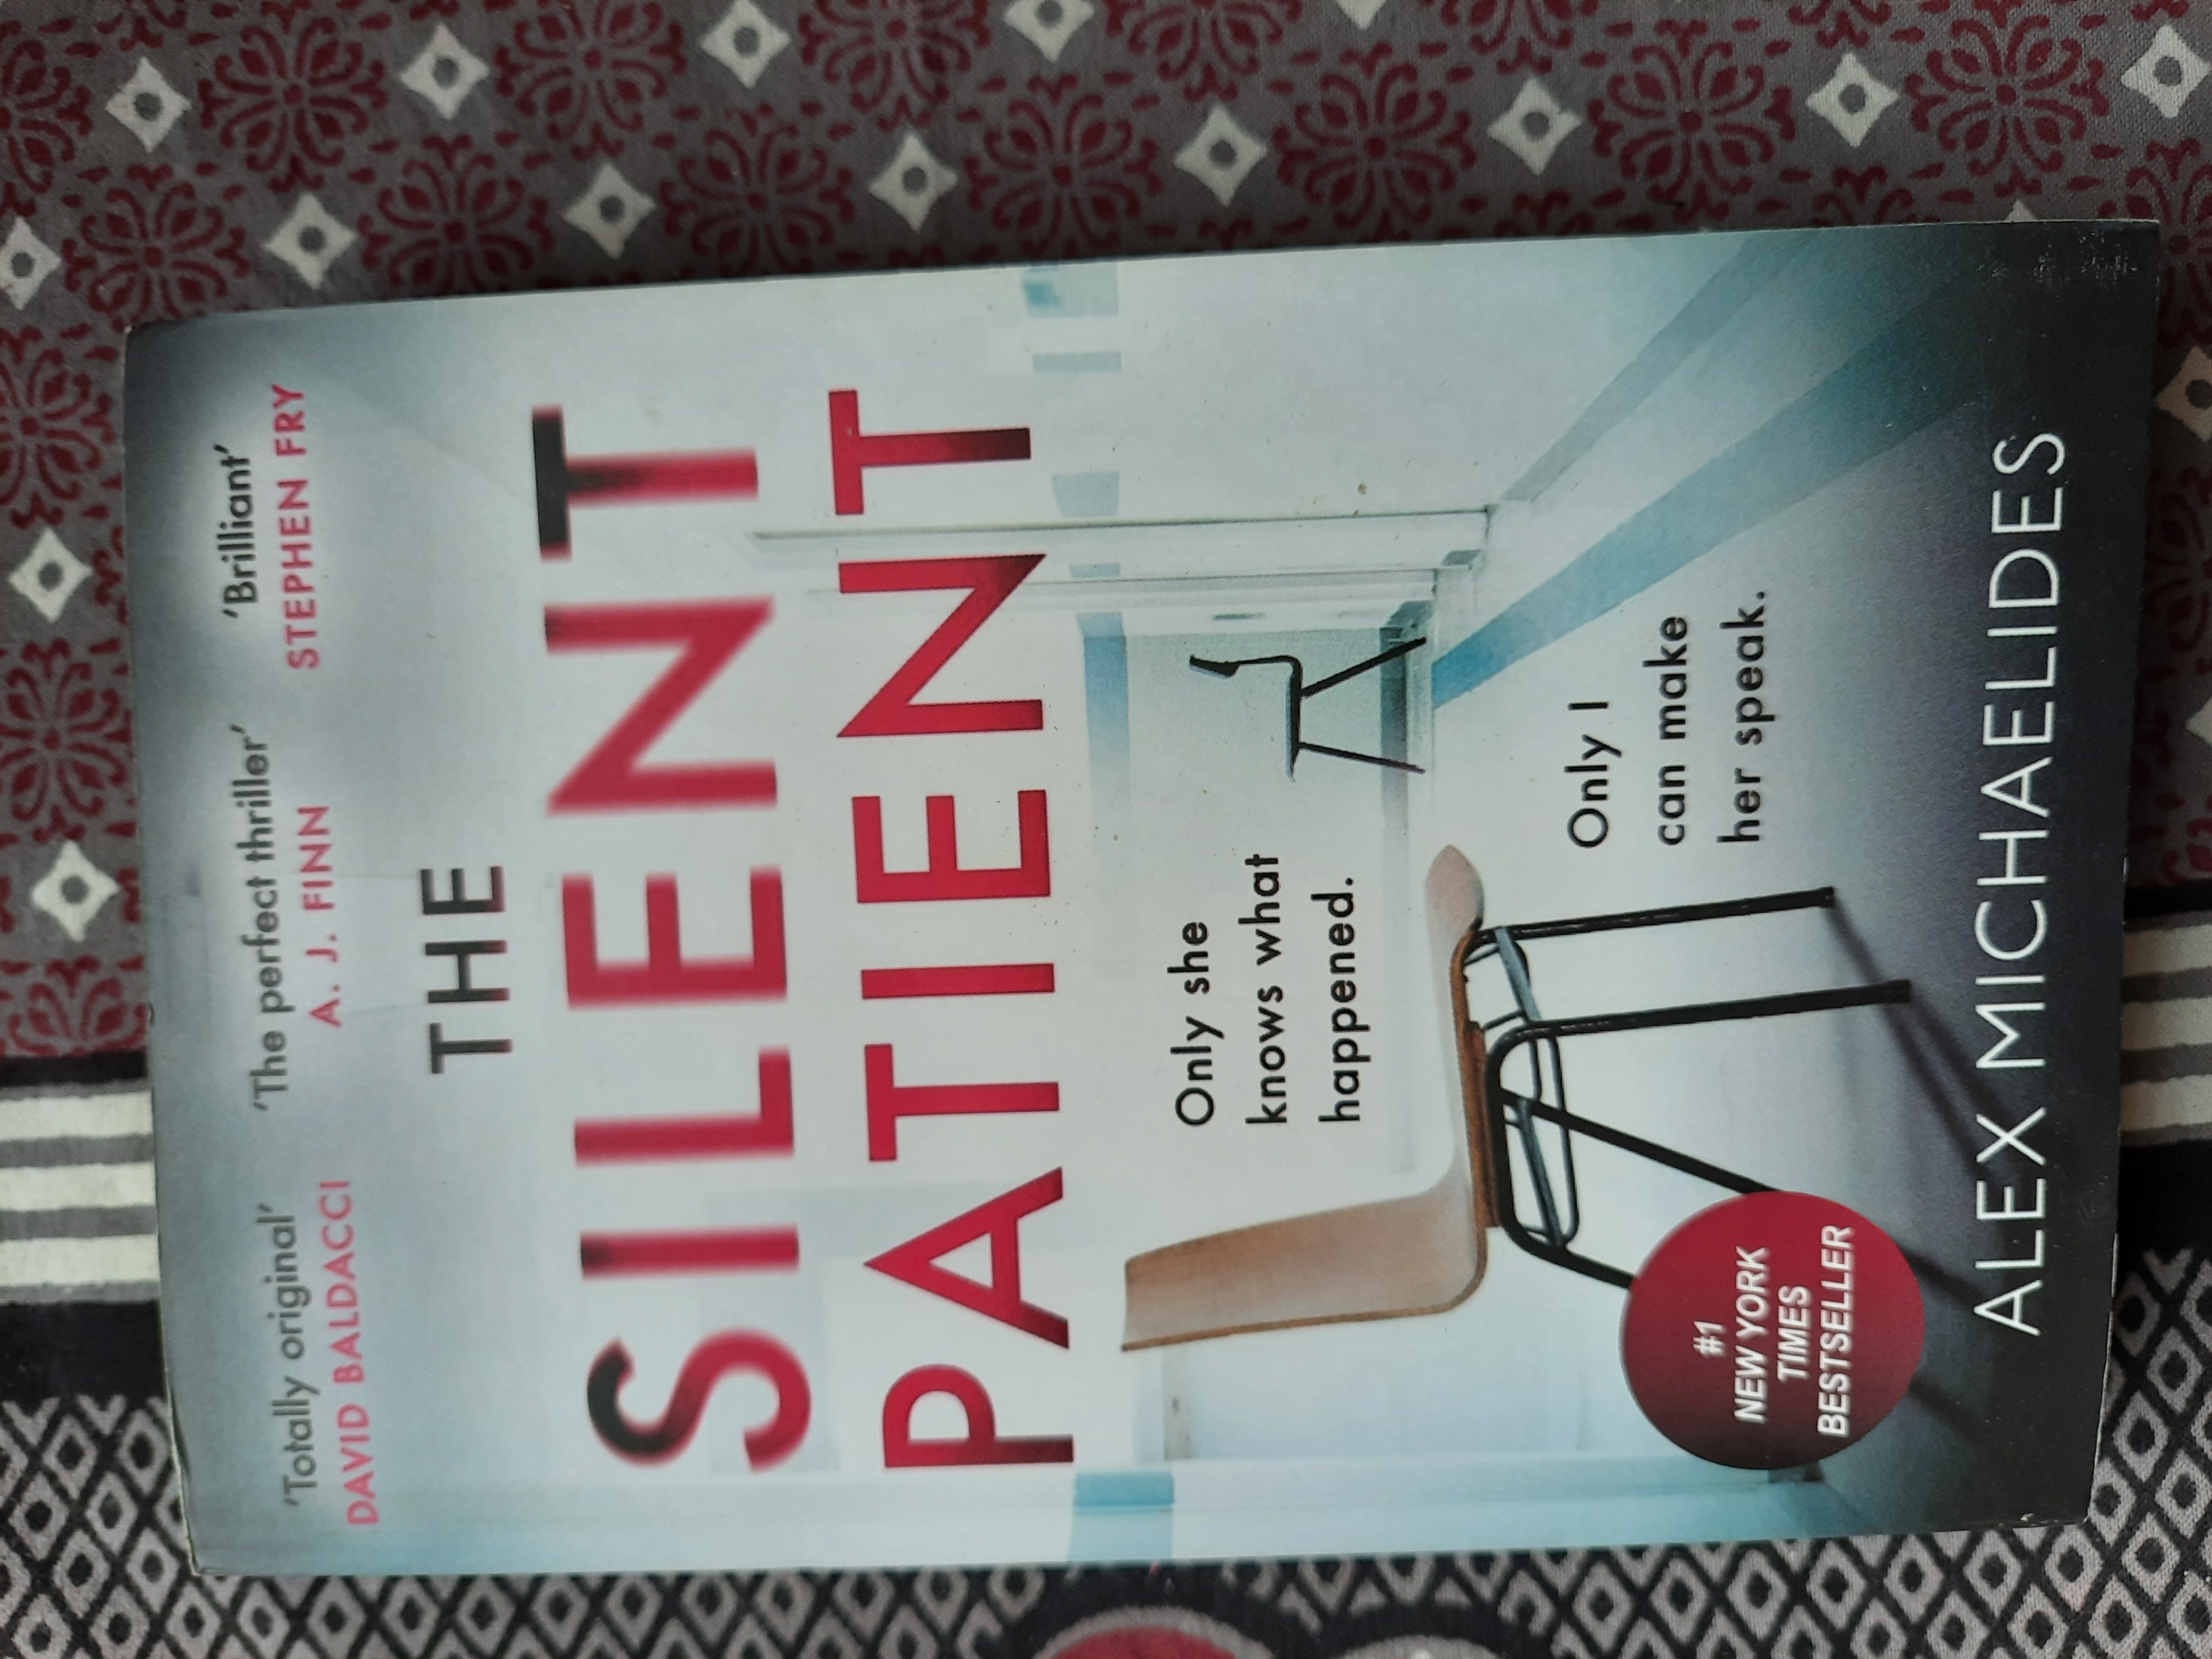 'Totally original'
DAVID BALDACCI
'The perfect thriller'
A. J. FINN
'Brilliant'
STEPHEN FRY
THE
SILENT
PATIENT
Only she
knows what
happened.
Only I
can make
her speak.
#1
NEW YORK
TIMES
BESTSELLER
ALEX MICHAELIDES